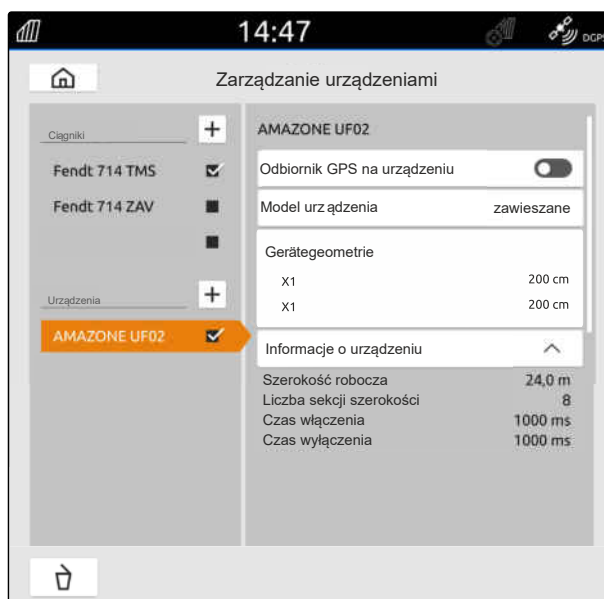 14:47
DGPS
Zarządzanie urządzeniami
Ciągniki
Fendt 714 TMS
Fendt 714 ZAV
Urządzenia
AMAZONE UF02
AMAZONE UF02
Odbiornik GPS na urządzeniu
Model urz ądzenia zawieszane
Gerätegeometrie
X1 200 cm
X1 200 cm
Informacje o urządzeniu
Szerokość robocza 24,0 m
Liczba sekcji szerokości 8
Czas włączenia 1000 ms
Czas wyłączenia 1000 ms